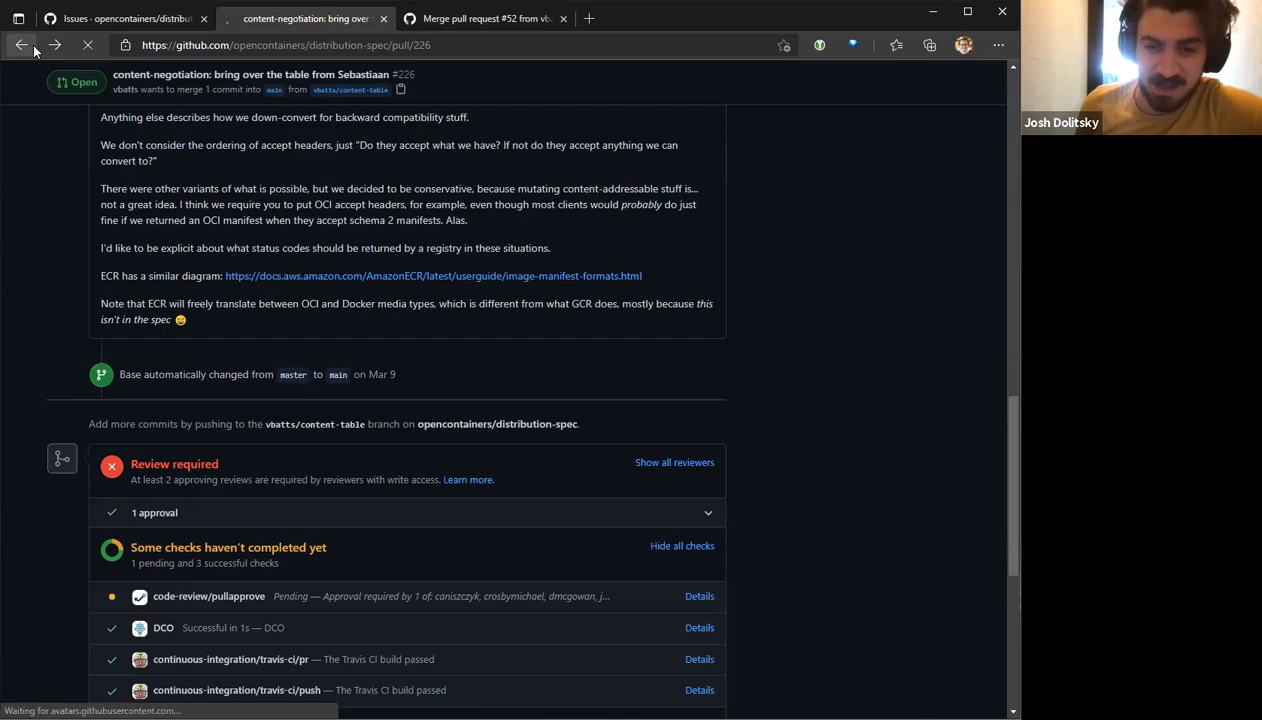 Issues · opencontainers/distribut
content-negotiation: bring over
Merge pull request #52 from vba
https://github.com/opencontainers/distribution-spec/pull/226
Open
content-negotiation: bring over the table from Sebastiaan #226
vbatts wants to merge 1 commit into main from vbatts/content-table
Josh Dolitsky
Anything else describes how we down-convert for backward compatibility stuff.
We don't consider the ordering of accept headers, just "Do they accept what we have? If not do they accept anything we can
convert to?"
There were other variants of what is possible, but we decided to be conservative, because mutating content-addressable stuff is...
not a great idea. I think we require you to put OCI accept headers, for example, even though most clients would probably do just
fine if we returned an OCI manifest when they accept schema 2 manifests. Alas.
I'd like to be explicit about what status codes should be returned by a registry in these situations.
ECR has a similar diagram: https://docs.aws.amazon.com/AmazonECR/latest/userguide/image-manifest-formats.html
Note that ECR will freely translate between OCI and Docker media types, which is different from what GCR does, mostly because this
isn't in the spec 😄
Base automatically changed from master to main on Mar 9
Add more commits by pushing to the vbatts/content-table branch on opencontainers/distribution-spec.
Review required
Show all reviewers
At least 2 approving reviews are required by reviewers with write access. Learn more.
1 approval
Some checks haven't completed yet
Hide all checks
1 pending and 3 successful checks
code-review/pullapprove Pending — Approval required by 1 of: caniszczyk, crosbymichael, dmcgowan, j...
Details
DCO Successful in 1s — DCO
Details
continuous-integration/travis-ci/pr — The Travis CI build passed
Details
continuous-integration/travis-ci/push — The Travis CI build passed
Details
Waiting for avatars.githubusercontent.com...